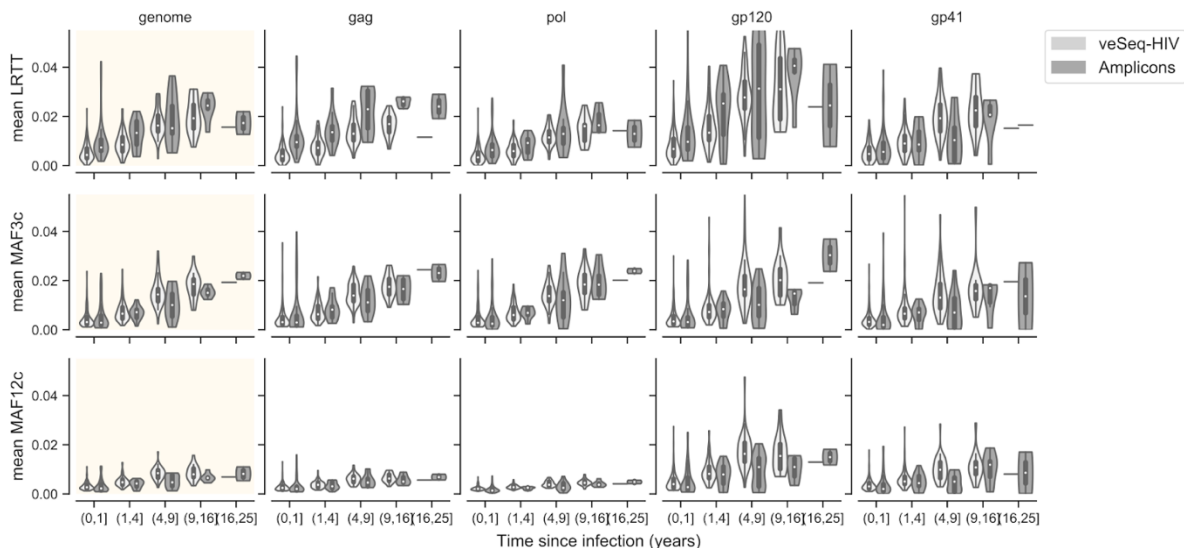 genome gag pol gp120 gp41
veSeq-HIV
Amplicons
mean LRTT
0.04
0.02
0.00
mean MAF3c
0.04
0.02
0.00
mean MAF12c
0.04
0.02
0.00
(0,1] (1,4] (4,9] (9,16] (16,25] (0,1] (1,4] (4,9] (9,16] (16,25] (0,1] (1,4] (4,9] (9,16] (16,25] (0,1] (1,4] (4,9] (9,16] (16,25] (0,1] (1,4] (4,9] (9,16] (16,25]
Time since infection (years)